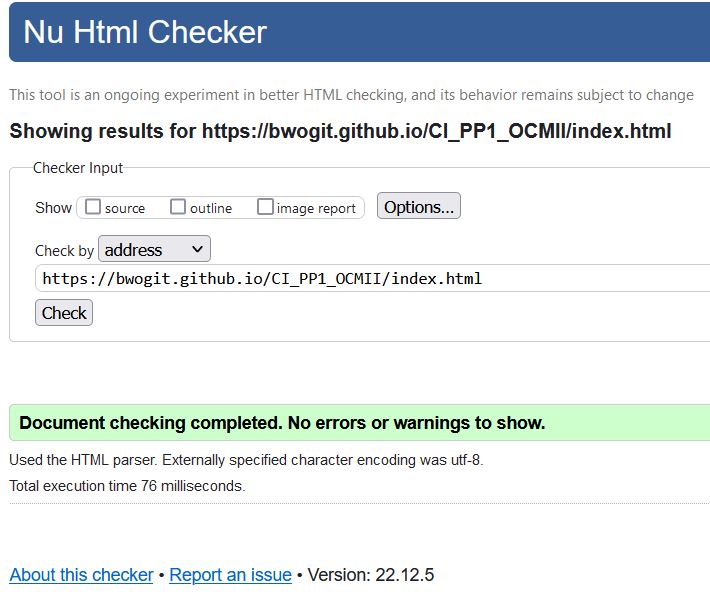 Nu Html Checker
This tool is an ongoing experiment in better HTML checking, and its behavior remains subject to change
Showing results for https://bwogit.github.io/CI_PP1_OCMII/index.html
Checker Input
Show source outline image report Options...
Check by address
https://bwogit.github.io/CI_PP1_OCMII/index.html
Check
Document checking completed. No errors or warnings to show.
Used the HTML parser. Externally specified character encoding was utf-8.
Total execution time 76 milliseconds.
About this checker • Report an issue • Version: 22.12.5